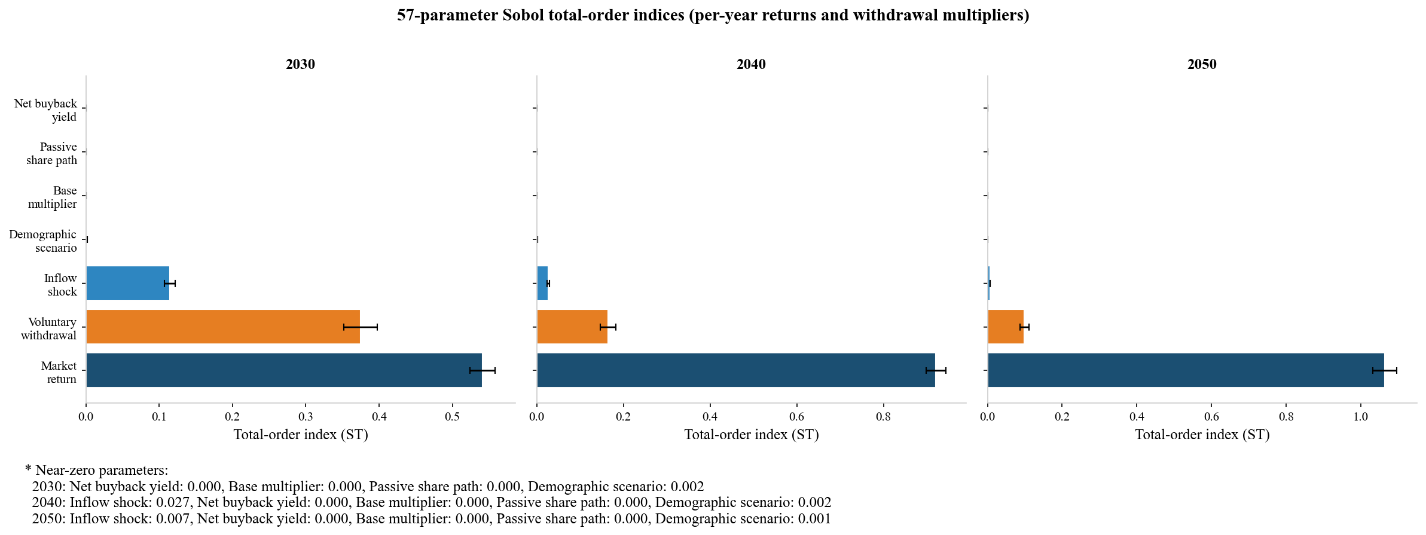 57-parameter Sobol total-order indices (per-year returns and withdrawal multipliers)
2030
2040
2050
Net buyback
yield
Passive
share path
Base
multiplier
Demographic
scenario
Inflow
shock
Voluntary
withdrawal
Market
return
0.0 0.1 0.2 0.3 0.4 0.5
0.0 0.2 0.4 0.6 0.8
0.0 0.2 0.4 0.6 0.8 1.0
Total-order index (ST)
Total-order index (ST)
Total-order index (ST)
* Near-zero parameters:
2030: Net buyback yield: 0.000, Base multiplier: 0.000, Passive share path: 0.000, Demographic scenario: 0.002
2040: Inflow shock: 0.027, Net buyback yield: 0.000, Base multiplier: 0.000, Passive share path: 0.000, Demographic scenario: 0.002
2050: Inflow shock: 0.007, Net buyback yield: 0.000, Base multiplier: 0.000, Passive share path: 0.000, Demographic scenario: 0.001